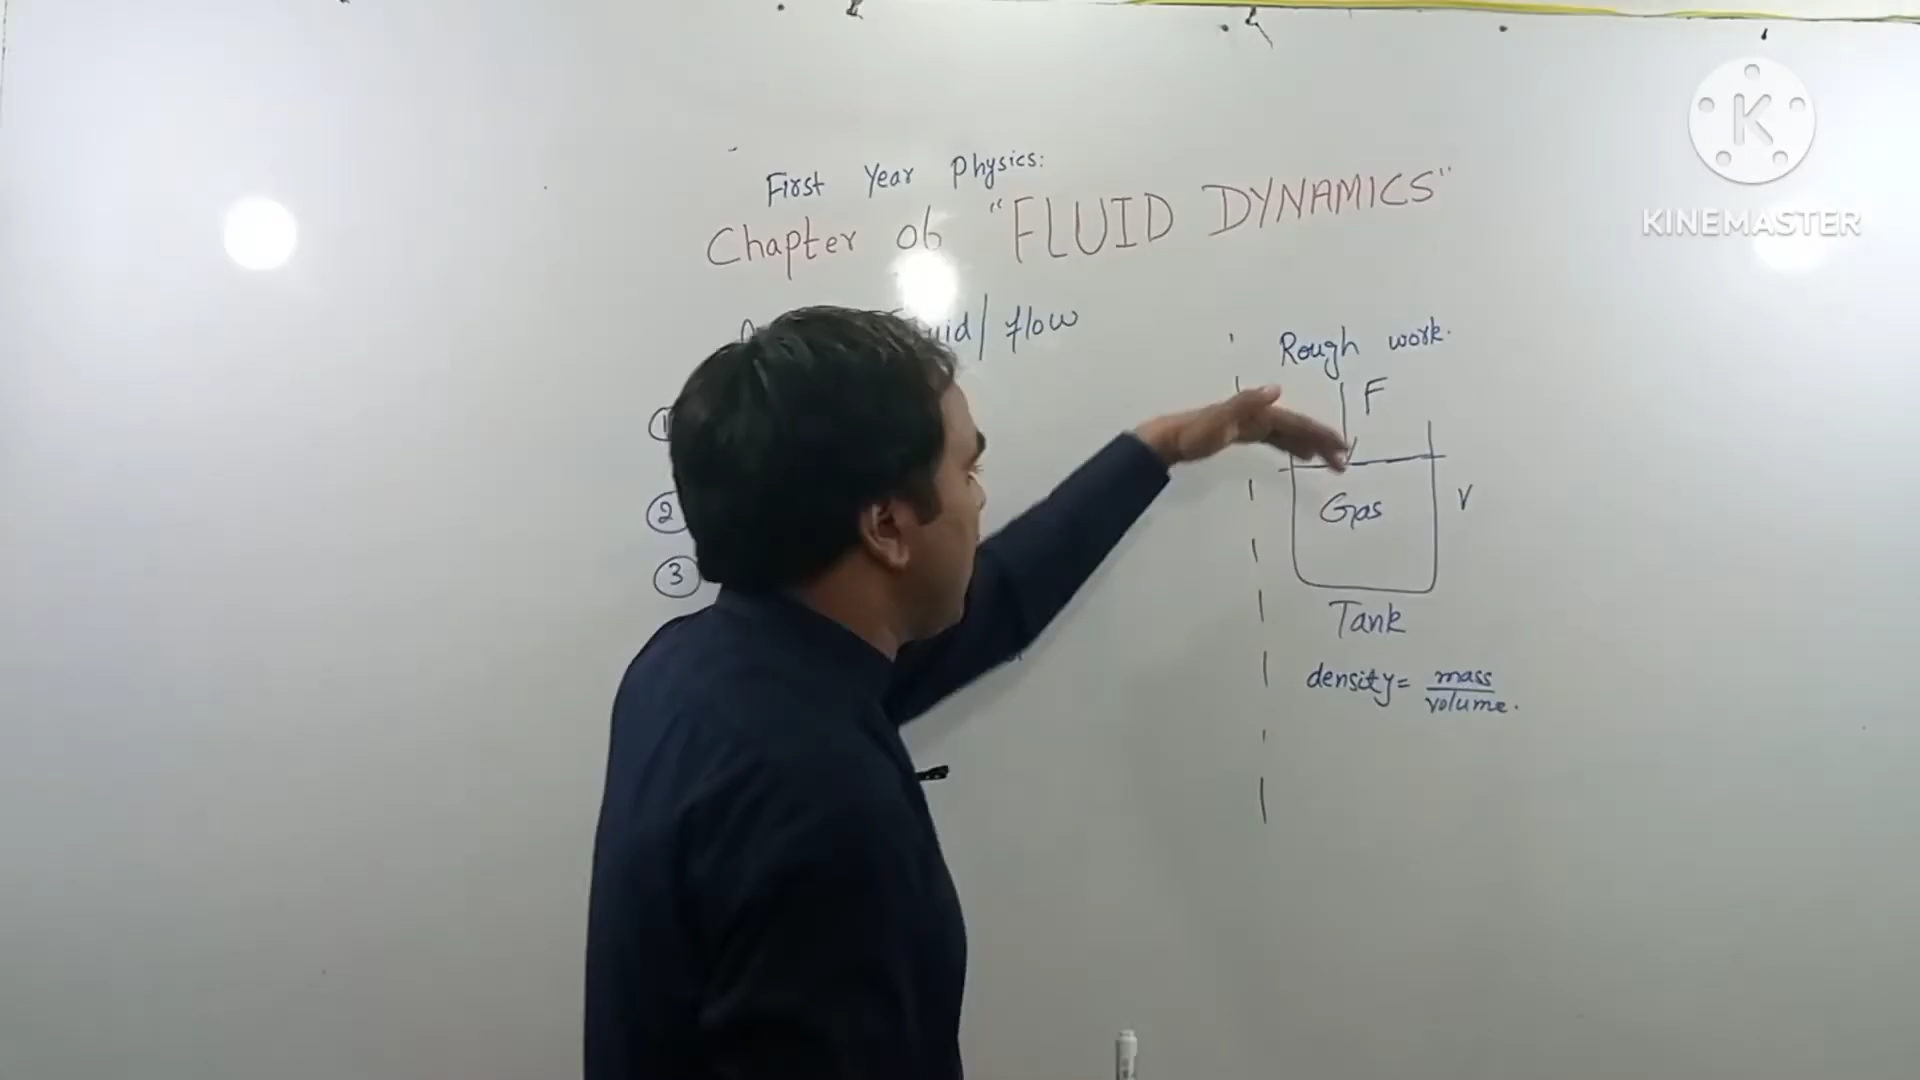 First Year Physics:
Chapter 06 "FLUID DYNAMICS"
/ flow
1
2
3
Rough work.
F
Gas
V
Tank
density = mass
volume.
K
KINEMASTER